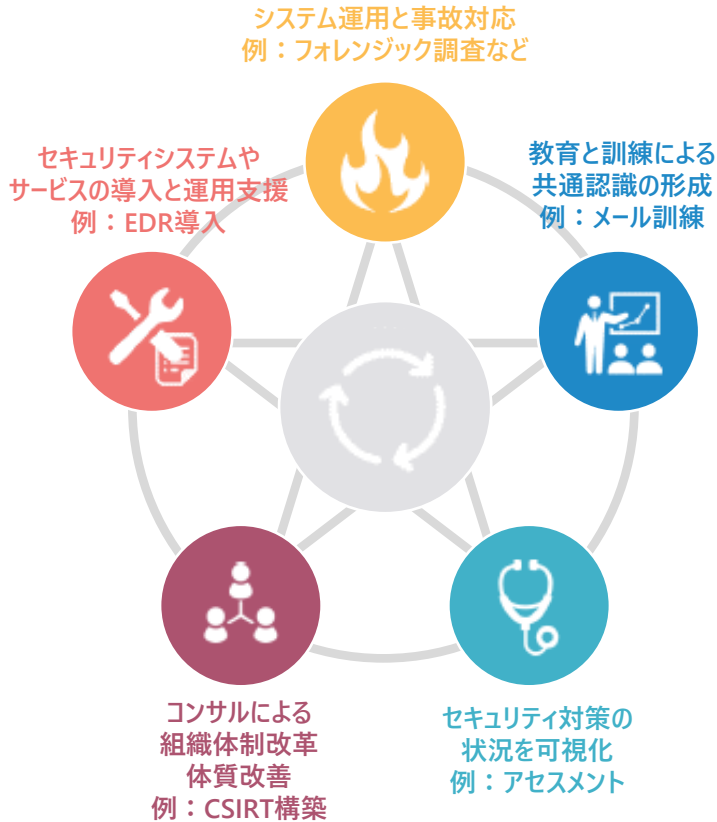 システム運用と事故対応
例：フォレンジック調査など
セキュリティシステムや
サービスの導入と運用支援
例：EDR導入
教育と訓練による
共通認識の形成
例：メール訓練
コンサルによる
組織体制改革
体質改善
例：CSIRT構築
セキュリティ対策の
状況を可視化
例：アセスメント